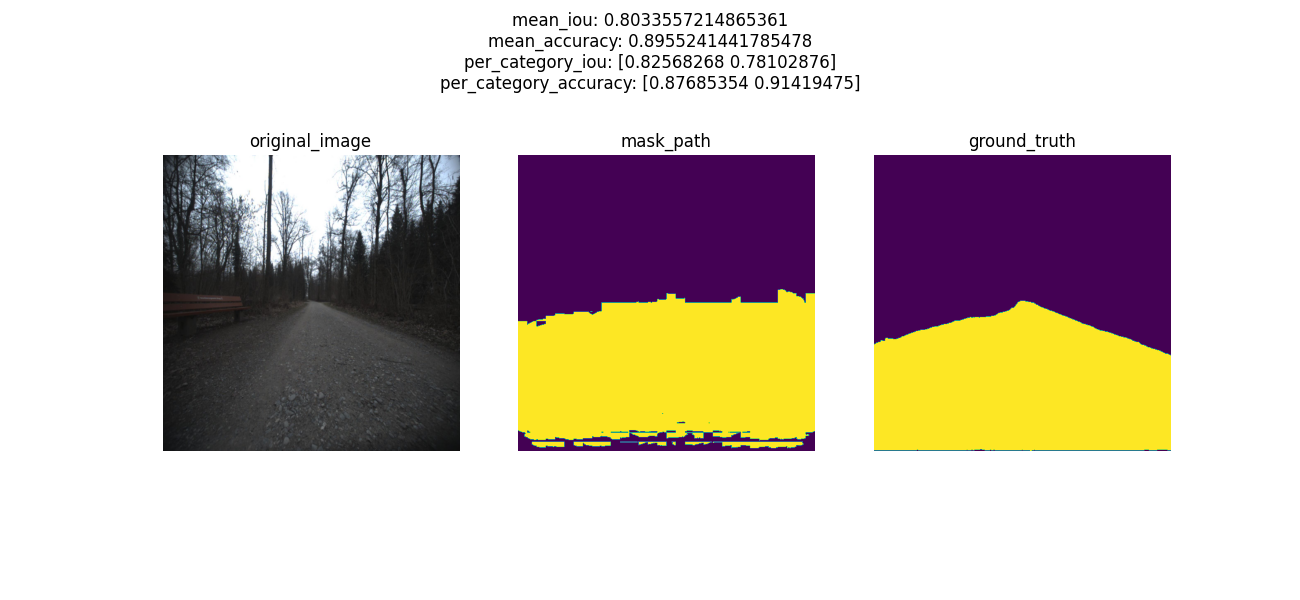 mean_iou: 0.8033557214865361
mean_accuracy: 0.8955241441785478
per_category_iou: [0.82568268 0.78102876]
per_category_accuracy: [0.87685354 0.91419475]
original_image
mask_path
ground_truth